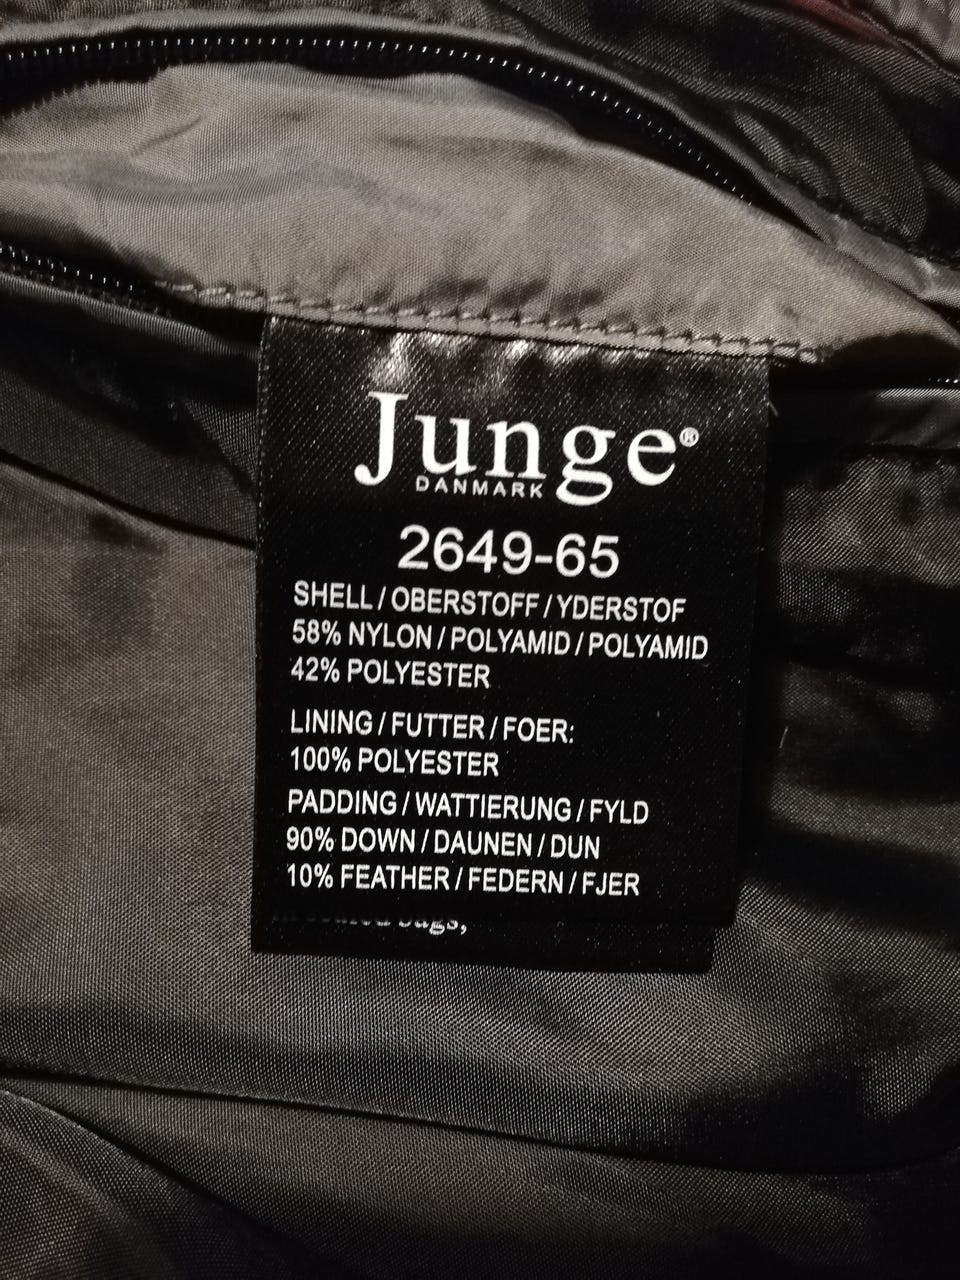 Junge®
DANMARK
2649-65
SHELL / OBERSTOFF / YDERSTOF
58% NYLON / POLYAMID / POLYAMID
42% POLYESTER
LINING / FUTTER / FOER:
100% POLYESTER
PADDING / WATTIERUNG / FYLD
90% DOWN / DAUNEN / DUN
10% FEATHER / FEDERN / FJER
bags,